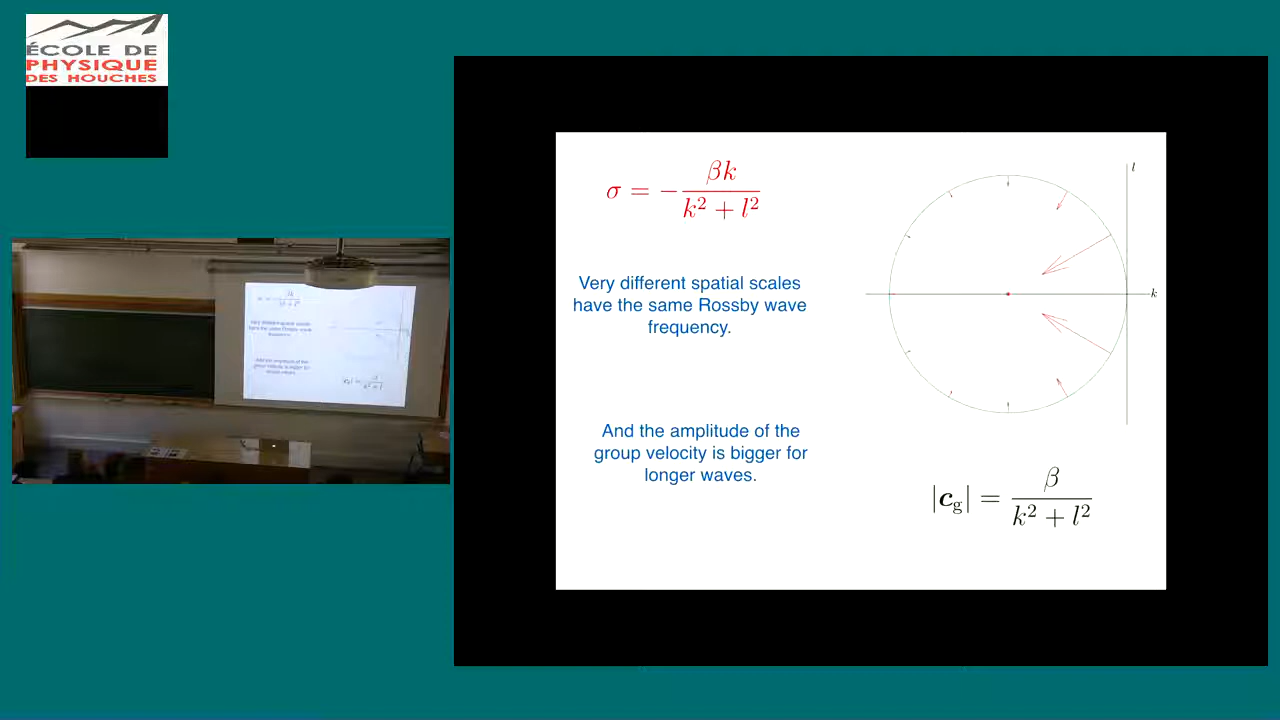 ÉCOLE DE
PHYSIQUE
DES HOUCHES
σ = −βk/(k² + l²)
Very different spatial scales
have the same Rossby wave
frequency.
And the amplitude of the
group velocity is bigger for
longer waves.
l
k
|c_g| = β/(k² + l²)